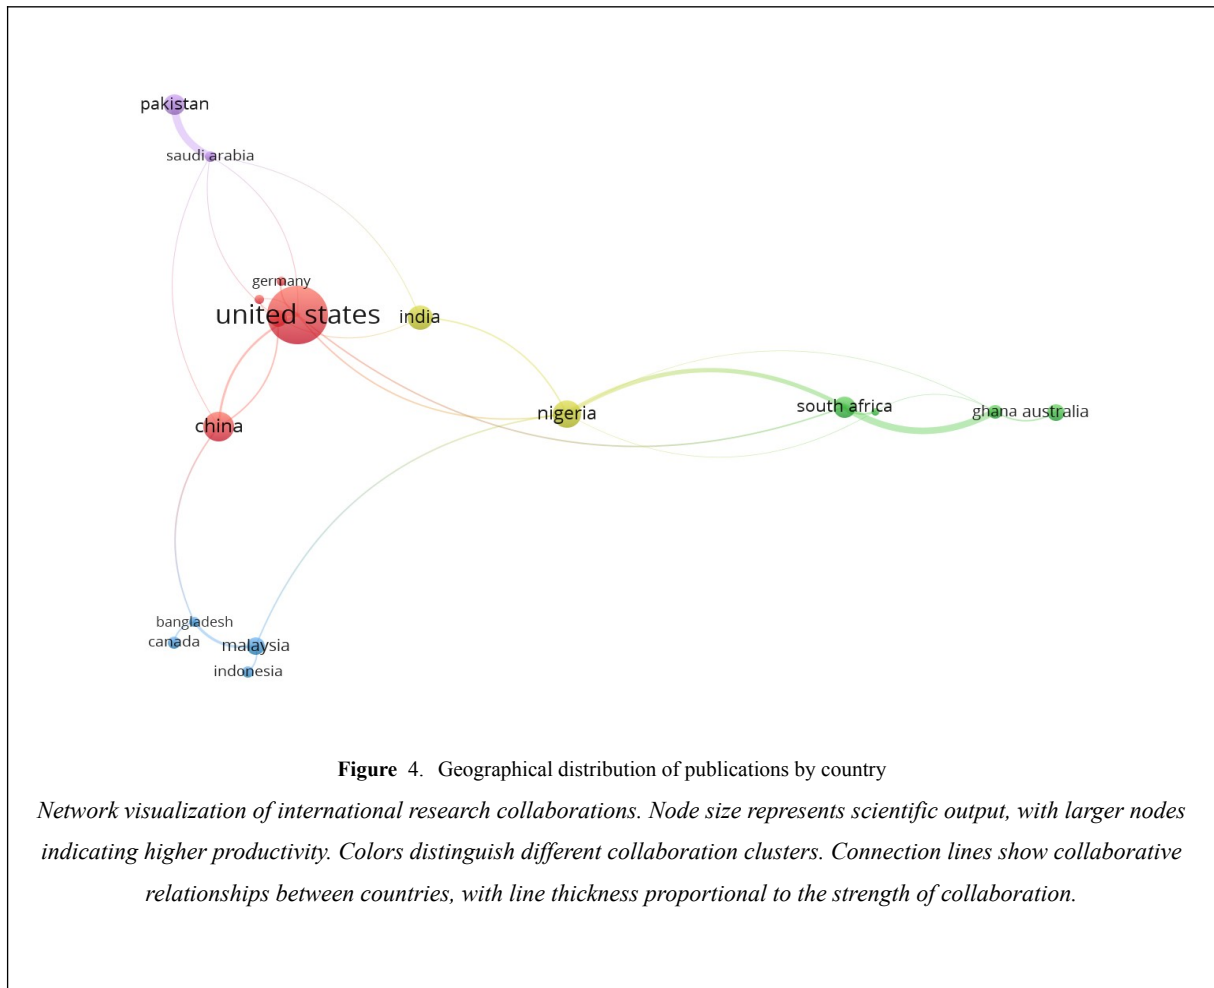 pakistan
saudi arabia
germany
united states
india
china
nigeria
south africa
ghana
australia
bangladesh
canada
malaysia
indonesia
Figure 4. Geographical distribution of publications by country
Network visualization of international research collaborations. Node size represents scientific output, with larger nodes
indicating higher productivity. Colors distinguish different collaboration clusters. Connection lines show collaborative
relationships between countries, with line thickness proportional to the strength of collaboration.